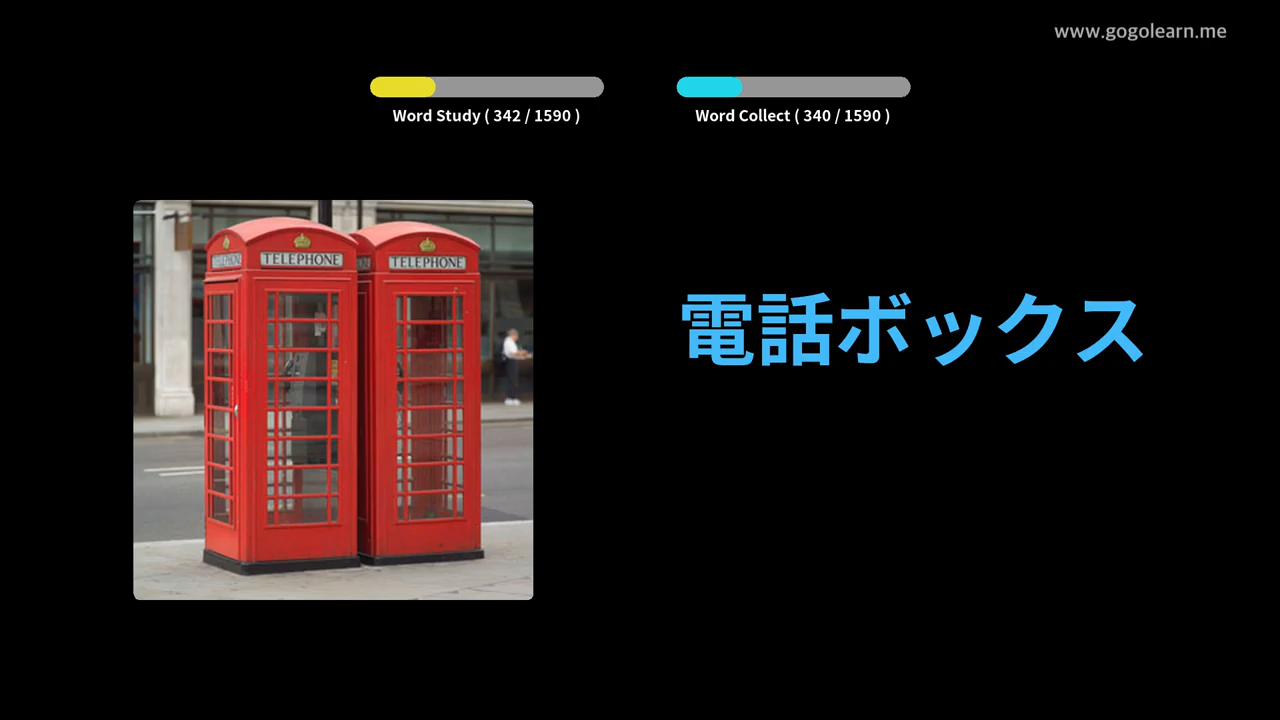 www.gogolearn.me
Word Study ( 342 / 1590 )
Word Collect ( 340 / 1590 )
TELEPHONE
TELEPHONE
電話ボックス